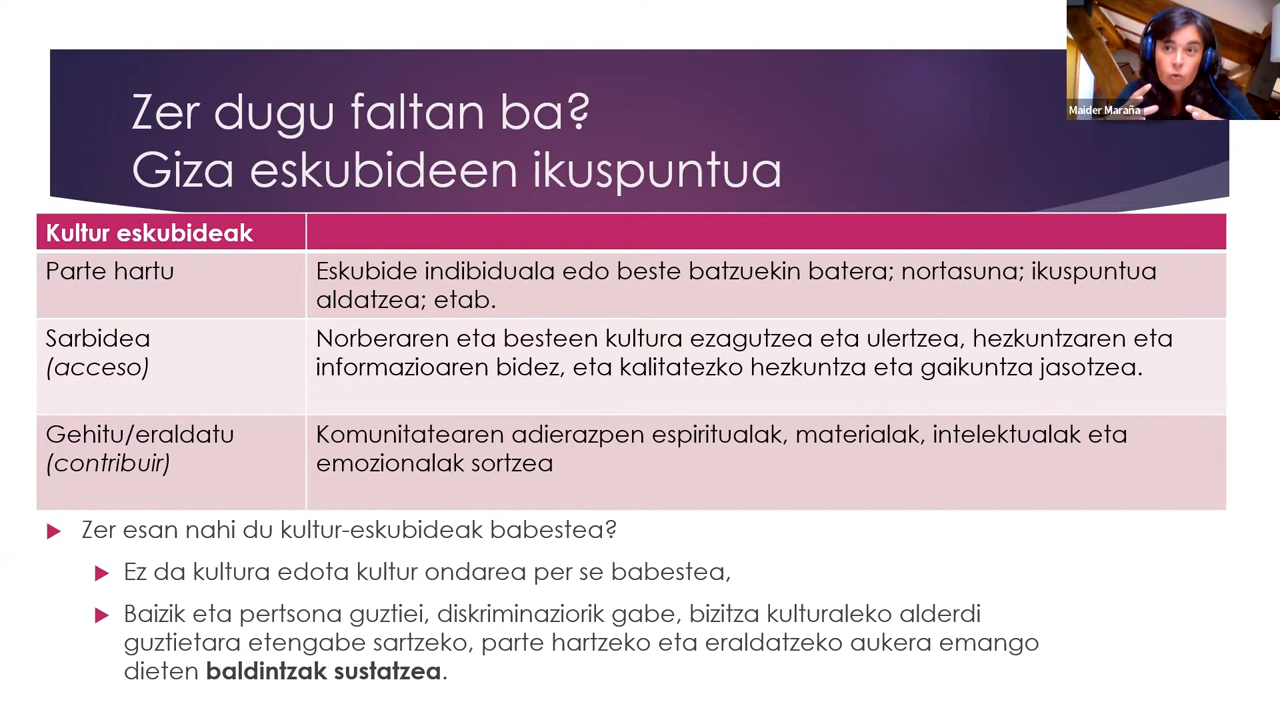 Zer dugu faltan ba?
Giza eskubideen ikuspuntua
Maider Maraña
Kultur eskubideak
Parte hartu
Eskubide indibiduala edo beste batzuekin batera; nortasuna; ikuspuntua
aldatzea; etab.
Sarbidea
(acceso)
Norberaren eta besteen kultura ezagutzea eta ulertzea, hezkuntzaren eta
informazioaren bidez, eta kalitatezko hezkuntza eta gaikuntza jasotzea.
Gehitu/eraldatu
(contribuir)
Komunitatearen adierazpen espiritualak, materialak, intelektualak eta
emozionalak sortzea
Zer esan nahi du kultur-eskubideak babestea?
Ez da kultura edota kultur ondarea per se babestea,
Baizik eta pertsona guztiei, diskriminaziorik gabe, bizitza kulturaleko alderdi
guztietara etengabe sartzeko, parte hartzeko eta eraldatzeko aukera emango
dieten baldintzak sustatzea.